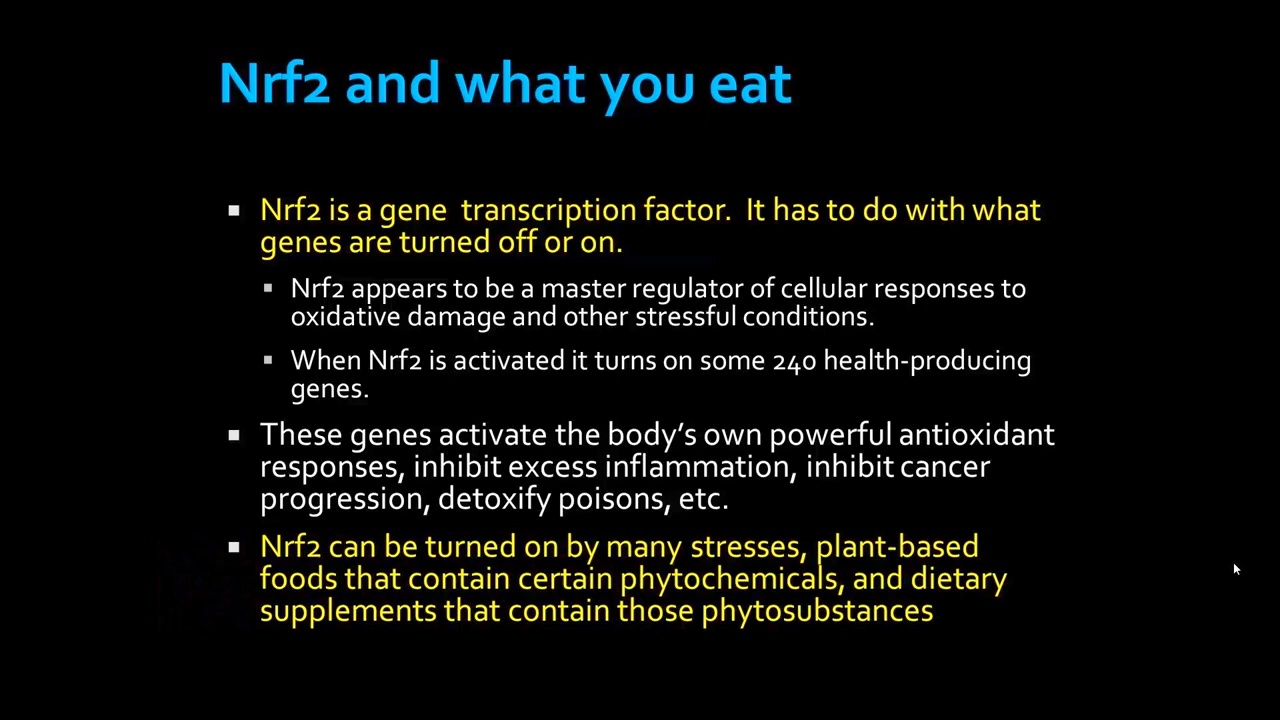 Nrf2 and what you eat
Nrf2 is a gene  transcription factor.  It has to do with what
genes are turned off or on.
Nrf2 appears to be a master regulator of cellular responses to
oxidative damage and other stressful conditions.
When Nrf2 is activated it turns on some 240 health-producing
genes.
These genes activate the body’s own powerful antioxidant
responses, inhibit excess inflammation, inhibit cancer
progression, detoxify poisons, etc.
Nrf2 can be turned on by many stresses, plant-based
foods that contain certain phytochemicals, and dietary
supplements that contain those phytosubstances